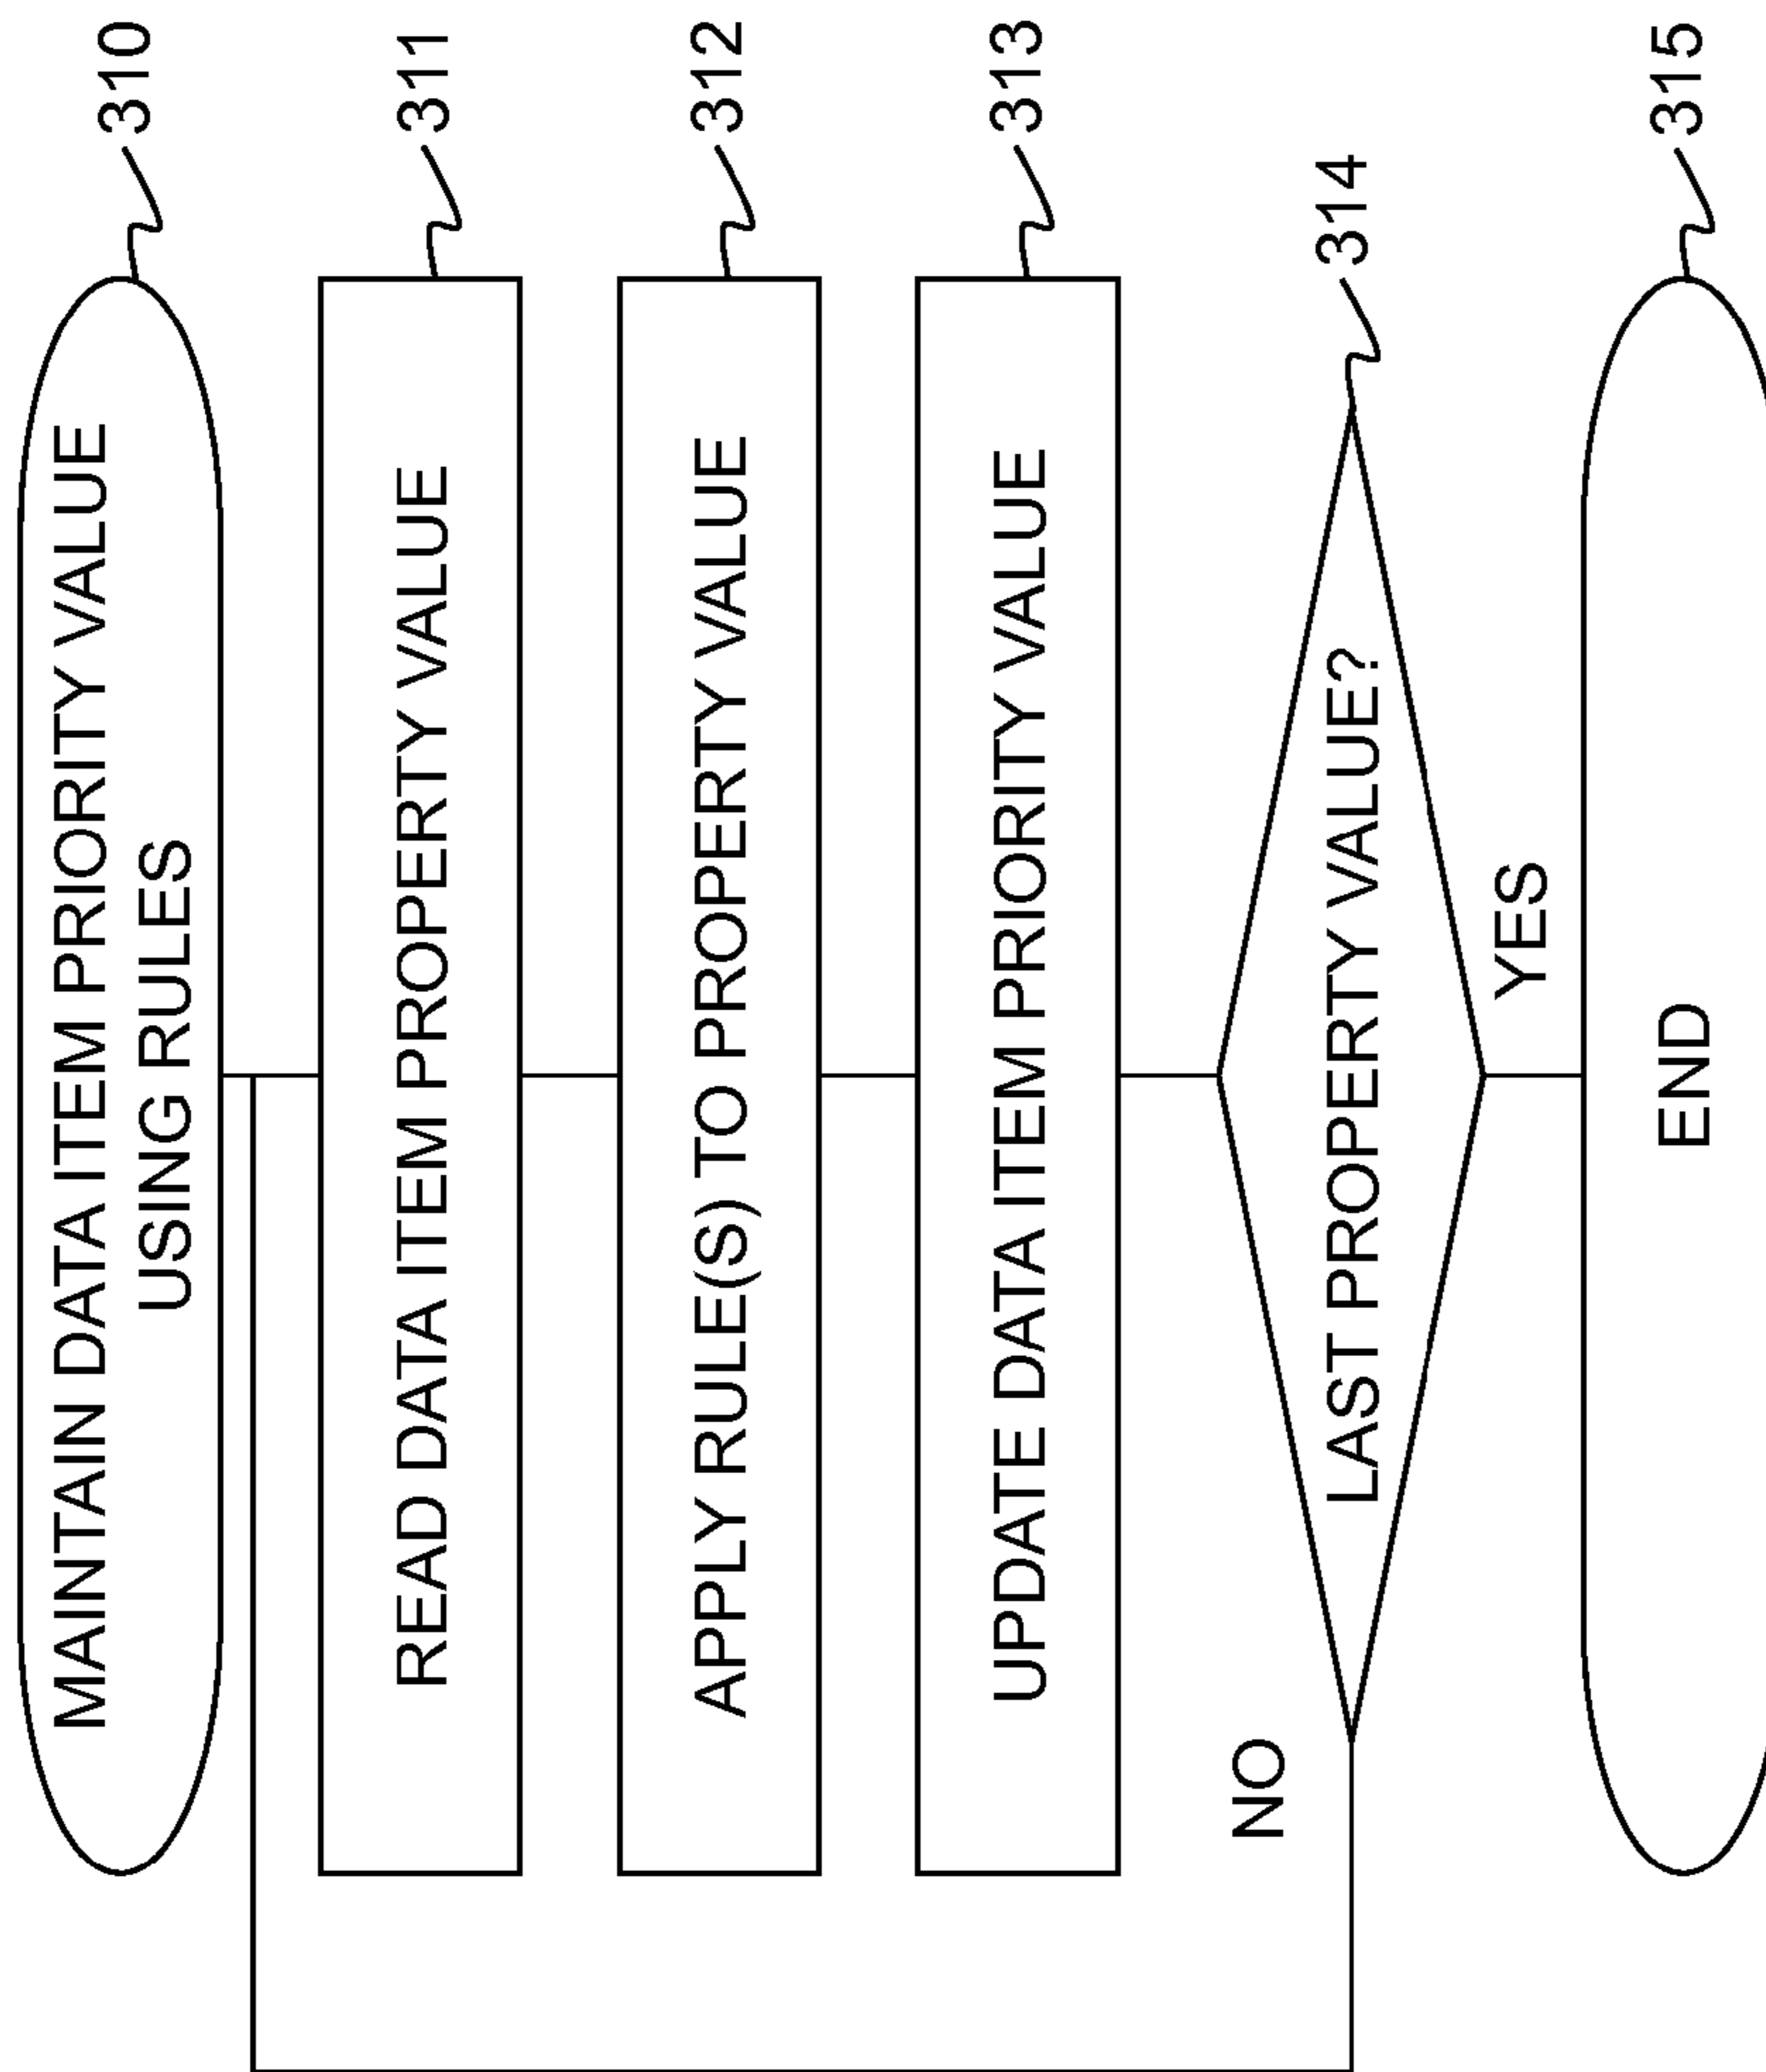 MAINTAIN DATA ITEM PRIORITY VALUE
USING RULES
310
READ DATA ITEM PROPERTY VALUE
311
APPLY RULE(S) TO PROPERTY VALUE
312
UPDATE DATA ITEM PRIORITY VALUE
313
LAST PROPERTY VALUE?
314
NO
YES
END
315